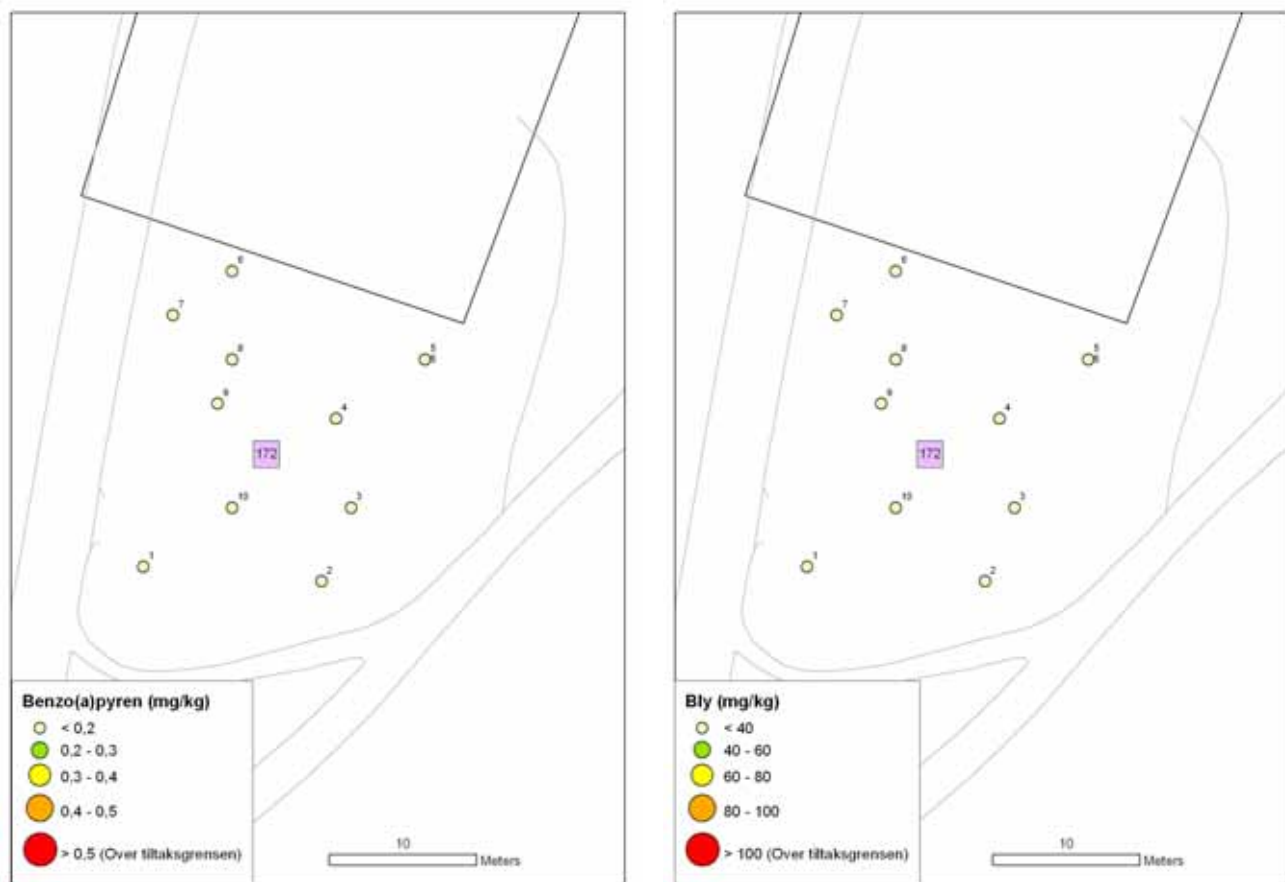 6
7
8
5
9
4
172
10
3
1
2
Benzo(a)pyren (mg/kg)
< 0,2
0,2 - 0,3
0,3 - 0,4
0,4 - 0,5
> 0,5 (Over tiltaksgrensen)
10
Meters
6
7
8
5
9
4
172
10
3
1
2
Bly (mg/kg)
< 40
40 - 60
60 - 80
80 - 100
> 100 (Over tiltaksgrensen)
10
Meters